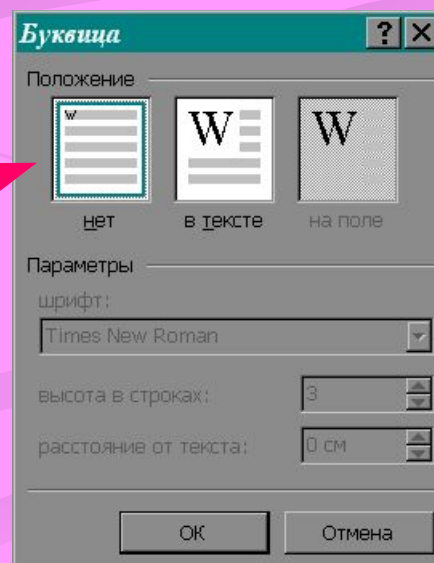 Буквица
Положение
W W W
нет в тексте на поле
Параметры
шрифт:
Times New Roman
высота в строках: 3
расстояние от текста: 0 см
ОК Отмена